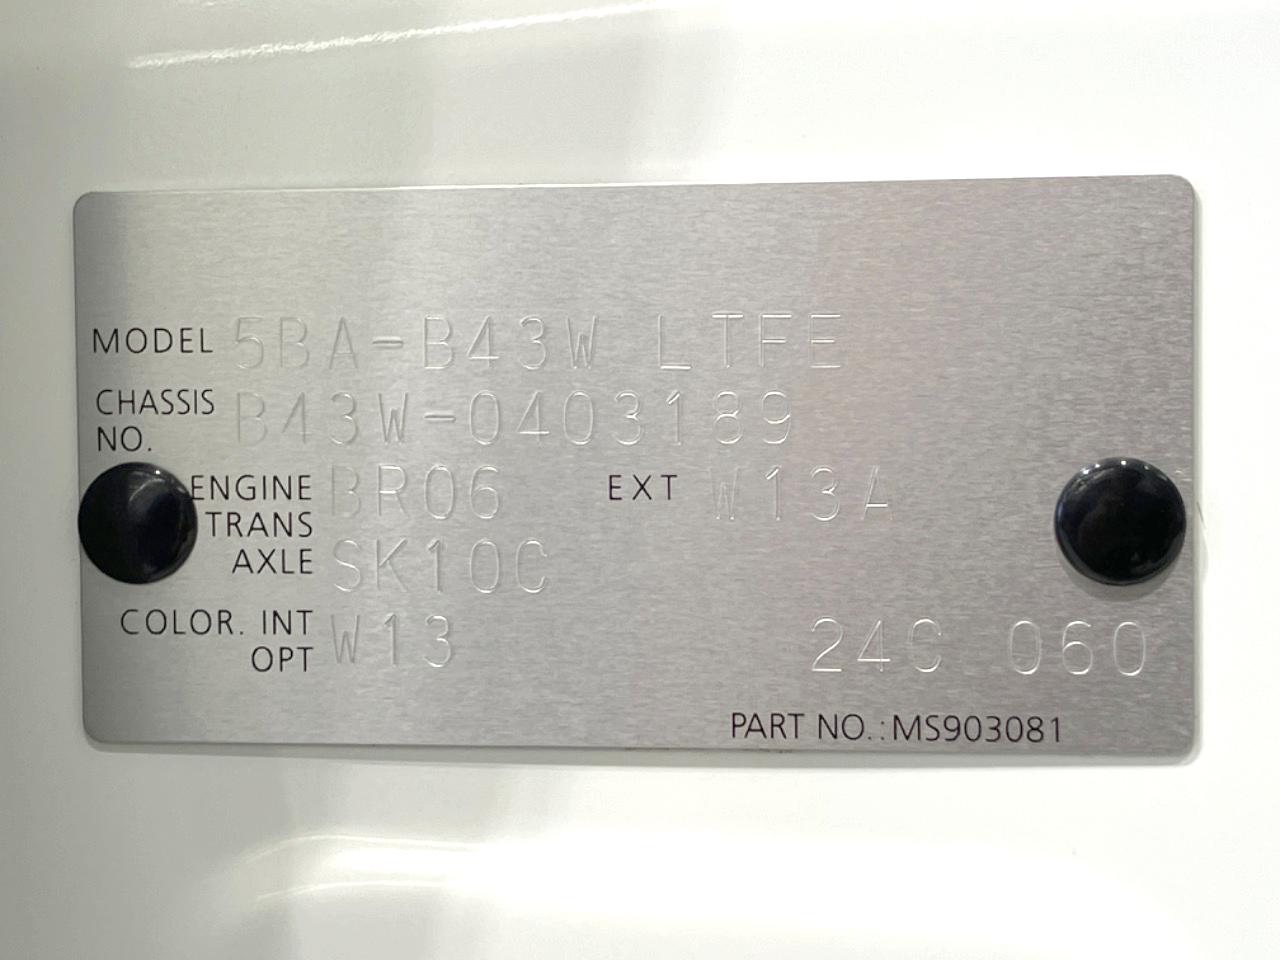 MODEL 5BA-B43W LTFE
CHASSIS NO. B43W-0403189
ENGINE BR06 EXT W13A
TRANS AXLE SK10C
COLOR. INT OPT W13 24C 060
PART NO.:MS903081